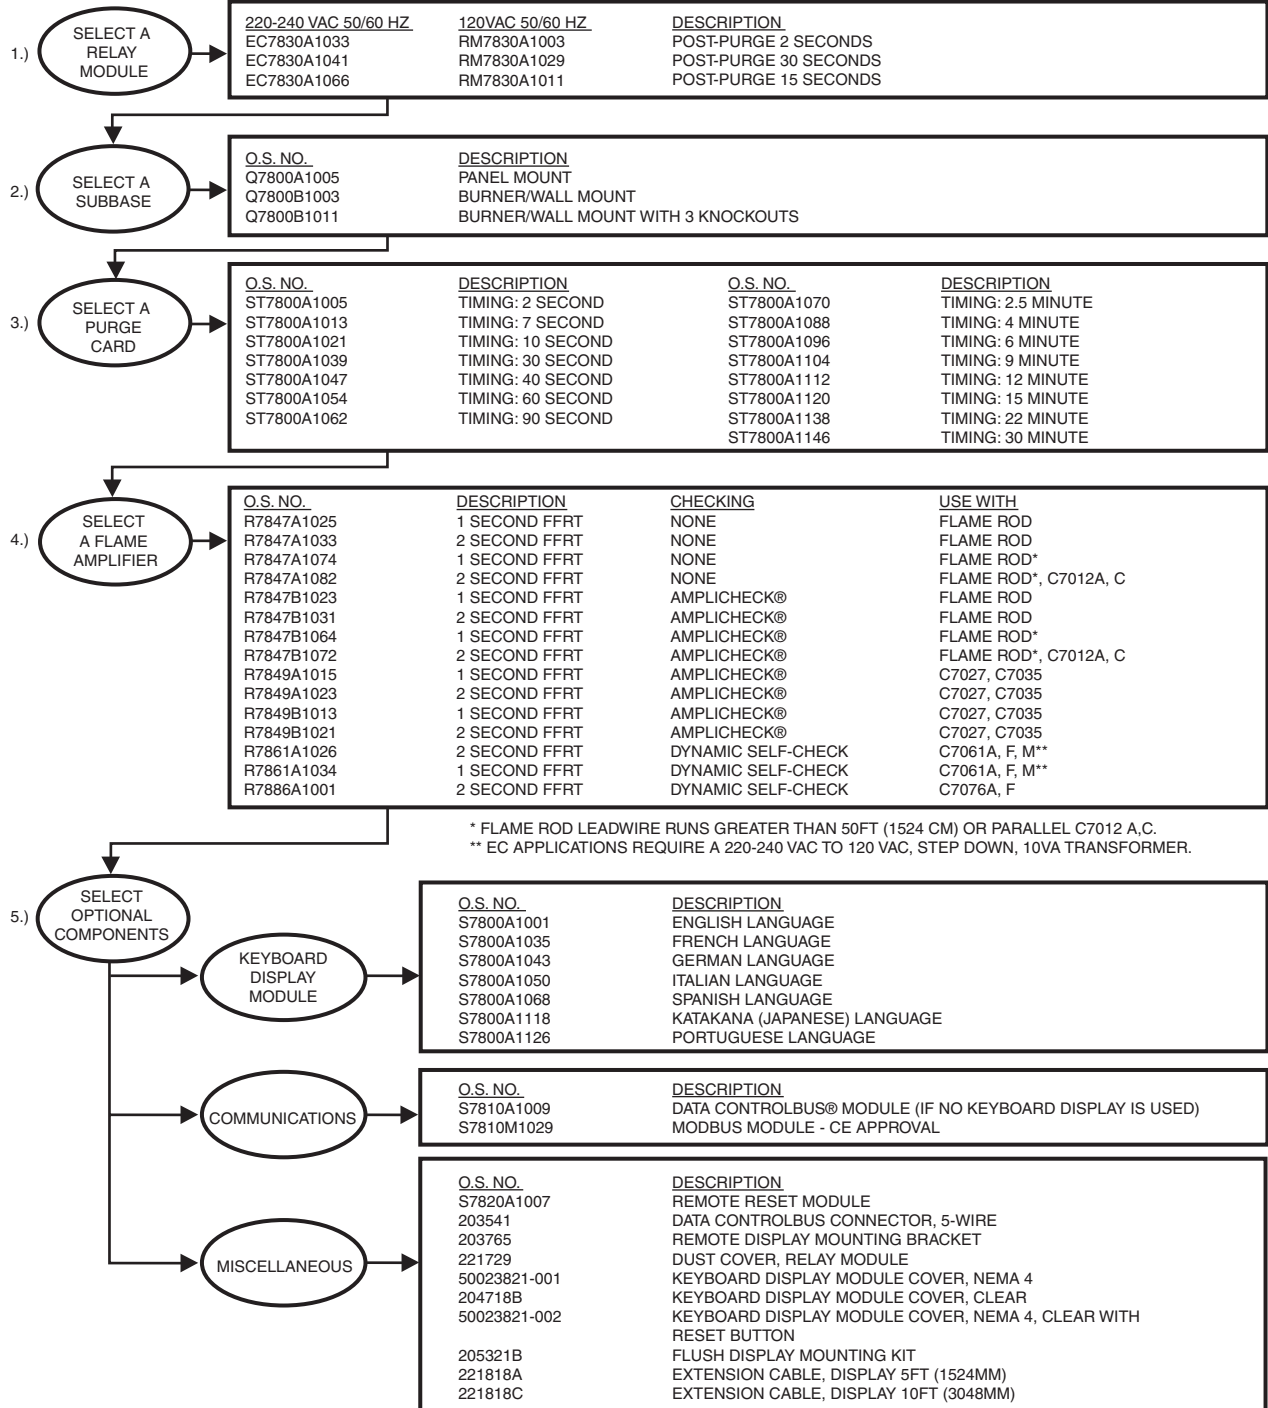 1.)
SELECT A
RELAY
MODULE
220-240 VAC 50/60 HZ 120VAC 50/60 HZ DESCRIPTION
EC7830A1033 RM7830A1003 POST-PURGE 2 SECONDS
EC7830A1041 RM7830A1029 POST-PURGE 30 SECONDS
EC7830A1066 RM7830A1011 POST-PURGE 15 SECONDS
2.)
SELECT A
SUBBASE
O.S. NO. DESCRIPTION
Q7800A1005 PANEL MOUNT
Q7800B1003 BURNER/WALL MOUNT
Q7800B1011 BURNER/WALL MOUNT WITH 3 KNOCKOUTS
3.)
SELECT A
PURGE
CARD
O.S. NO. DESCRIPTION O.S. NO. DESCRIPTION
ST7800A1005 TIMING: 2 SECOND ST7800A1070 TIMING: 2.5 MINUTE
ST7800A1013 TIMING: 7 SECOND ST7800A1088 TIMING: 4 MINUTE
ST7800A1021 TIMING: 10 SECOND ST7800A1096 TIMING: 6 MINUTE
ST7800A1039 TIMING: 30 SECOND ST7800A1104 TIMING: 9 MINUTE
ST7800A1047 TIMING: 40 SECOND ST7800A1112 TIMING: 12 MINUTE
ST7800A1054 TIMING: 60 SECOND ST7800A1120 TIMING: 15 MINUTE
ST7800A1062 TIMING: 90 SECOND ST7800A1138 TIMING: 22 MINUTE
ST7800A1146 TIMING: 30 MINUTE
4.)
SELECT
A FLAME
AMPLIFIER
O.S. NO. DESCRIPTION CHECKING USE WITH
R7847A1025 1 SECOND FFRT NONE FLAME ROD
R7847A1033 2 SECOND FFRT NONE FLAME ROD
R7847A1074 1 SECOND FFRT NONE FLAME ROD*
R7847A1082 2 SECOND FFRT NONE FLAME ROD*, C7012A, C
R7847B1023 1 SECOND FFRT AMPLICHECK® FLAME ROD
R7847B1031 2 SECOND FFRT AMPLICHECK® FLAME ROD
R7847B1064 1 SECOND FFRT AMPLICHECK® FLAME ROD*
R7847B1072 2 SECOND FFRT AMPLICHECK® FLAME ROD*, C7012A, C
R7849A1015 1 SECOND FFRT AMPLICHECK® C7027, C7035
R7849A1023 2 SECOND FFRT AMPLICHECK® C7027, C7035
R7849B1013 1 SECOND FFRT AMPLICHECK® C7027, C7035
R7849B1021 2 SECOND FFRT AMPLICHECK® C7027, C7035
R7861A1026 2 SECOND FFRT DYNAMIC SELF-CHECK C7061A, F, M**
R7861A1034 1 SECOND FFRT DYNAMIC SELF-CHECK C7061A, F, M**
R7886A1001 2 SECOND FFRT DYNAMIC SELF-CHECK C7076A, F
* FLAME ROD LEADWIRE RUNS GREATER THAN 50FT (1524 CM) OR PARALLEL C7012 A,C.
** EC APPLICATIONS REQUIRE A 220-240 VAC TO 120 VAC, STEP DOWN, 10VA TRANSFORMER.
5.)
SELECT
OPTIONAL
COMPONENTS
KEYBOARD
DISPLAY
MODULE
O.S. NO. DESCRIPTION
S7800A1001 ENGLISH LANGUAGE
S7800A1035 FRENCH LANGUAGE
S7800A1043 GERMAN LANGUAGE
S7800A1050 ITALIAN LANGUAGE
S7800A1068 SPANISH LANGUAGE
S7800A1118 KATAKANA (JAPANESE) LANGUAGE
S7800A1126 PORTUGUESE LANGUAGE
COMMUNICATIONS
O.S. NO. DESCRIPTION
S7810A1009 DATA CONTROLBUS® MODULE (IF NO KEYBOARD DISPLAY IS USED)
S7810M1029 MODBUS MODULE - CE APPROVAL
MISCELLANEOUS
O.S. NO. DESCRIPTION
S7820A1007 REMOTE RESET MODULE
203541 DATA CONTROLBUS CONNECTOR, 5-WIRE
203765 REMOTE DISPLAY MOUNTING BRACKET
221729 DUST COVER, RELAY MODULE
50023821-001 KEYBOARD DISPLAY MODULE COVER, NEMA 4
204718B KEYBOARD DISPLAY MODULE COVER, CLEAR
50023821-002 KEYBOARD DISPLAY MODULE COVER, NEMA 4, CLEAR WITH
RESET BUTTON
205321B FLUSH DISPLAY MOUNTING KIT
221818A EXTENSION CABLE, DISPLAY 5FT (1524MM)
221818C EXTENSION CABLE, DISPLAY 10FT (3048MM)